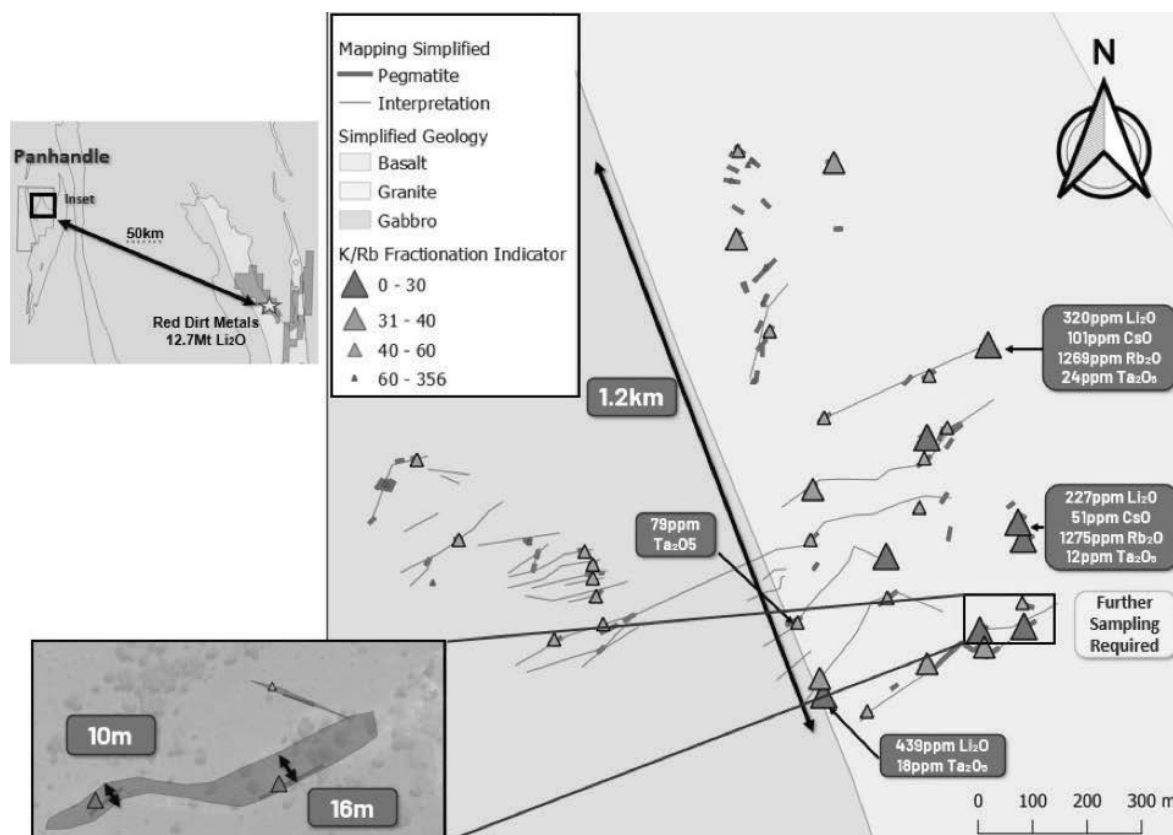 Panhandle
Inset
50km
Red Dirt Metals
12.7Mt Li₂O
Mapping Simplified
Pegmatite
Interpretation
Simplified Geology
Basalt
Granite
Gabbro
K/Rb Fractionation Indicator
0 - 30
31 - 40
40 - 60
60 - 356
N
1.2km
320ppm Li₂O
101ppm CsO
1269ppm Rb₂O
24ppm Ta₂O₅
227ppm Li₂O
51ppm CsO
1275ppm Rb₂O
12ppm Ta₂O₅
79ppm
Ta₂O5
Further
Sampling
Required
439ppm Li₂O
18ppm Ta₂O₅
10m
16m
0 100 200 300 m